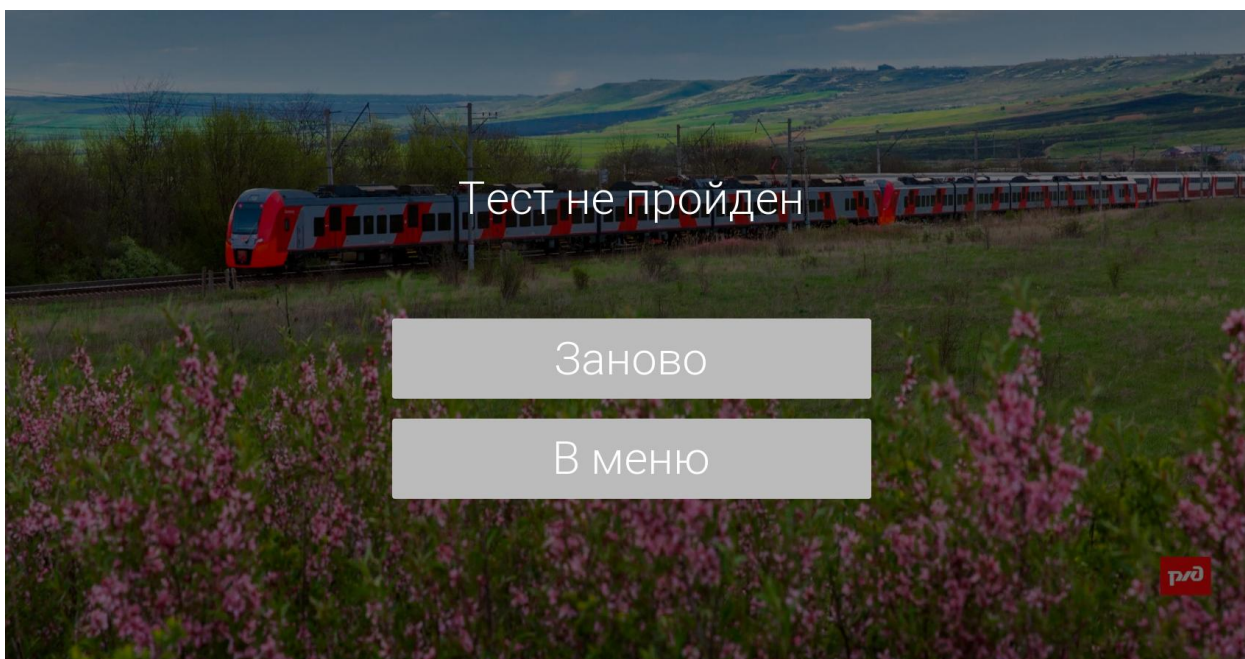 Тест не пройден
Заново
В меню
ржд